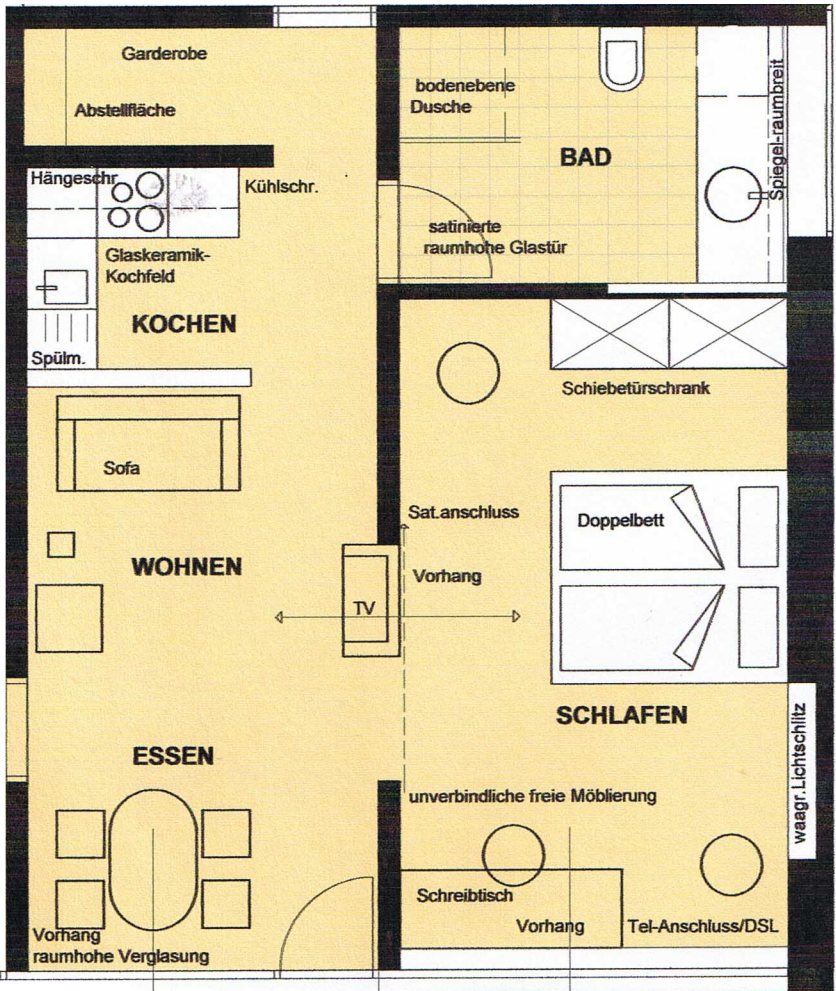 Garderobe
Abstellfläche
bodenebene
Dusche
BAD
Spiegel-raumbreit
Hängeschr.
Kühlschr.
satinierte
raumhohe Glastür
Glaskeramik-
Kochfeld
KOCHEN
Spülm.
Schiebetürschrank
Sofa
Sat.anschluss
Doppelbett
WOHNEN
Vorhang
TV
SCHLAFEN
waagr.Lichtschlitz
ESSEN
unverbindliche freie Möblierung
Schreibtisch
Vorhang
Tel-Anschluss/DSL
Vorhang
raumhohe Verglasung